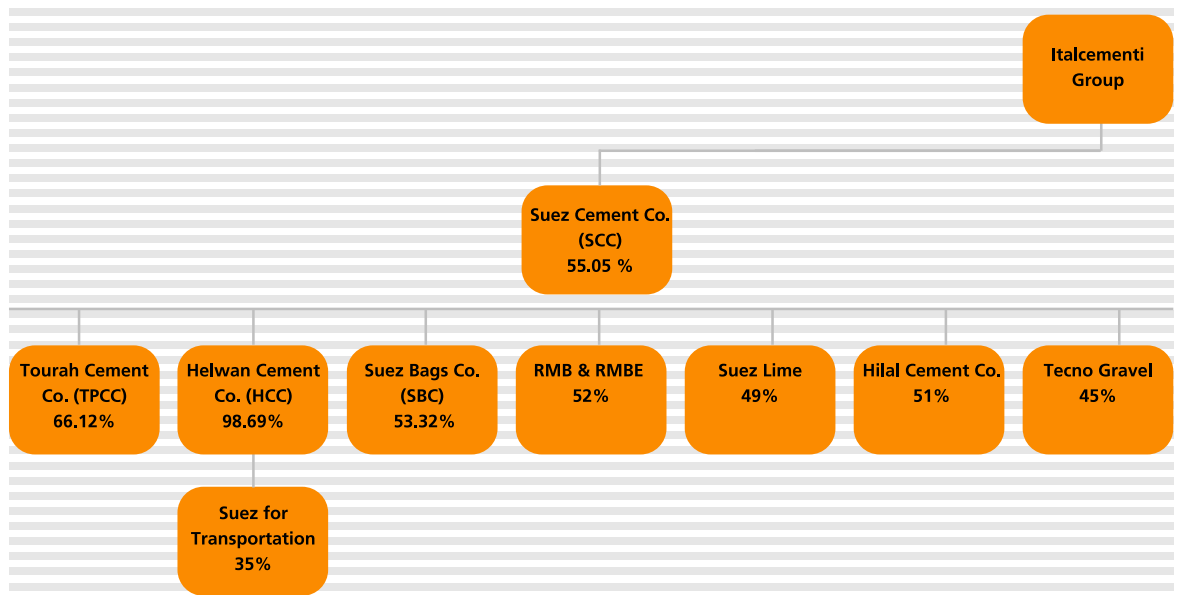 Italcementi
Group
Suez Cement Co.
(SCC)
55.05 %
Tourah Cement
Co. (TPCC)
66.12%
Helwan Cement
Co. (HCC)
98.69%
Suez Bags Co.
(SBC)
53.32%
RMB & RMBE
52%
Suez Lime
49%
Hilal Cement Co.
51%
Tecno Gravel
45%
Suez for
Transportation
35%